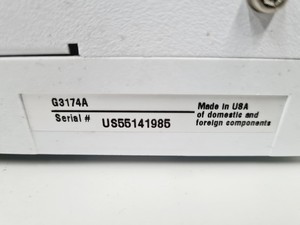 G3174A
Serial # US55141985
Made in USA
of domestic and
foreign components